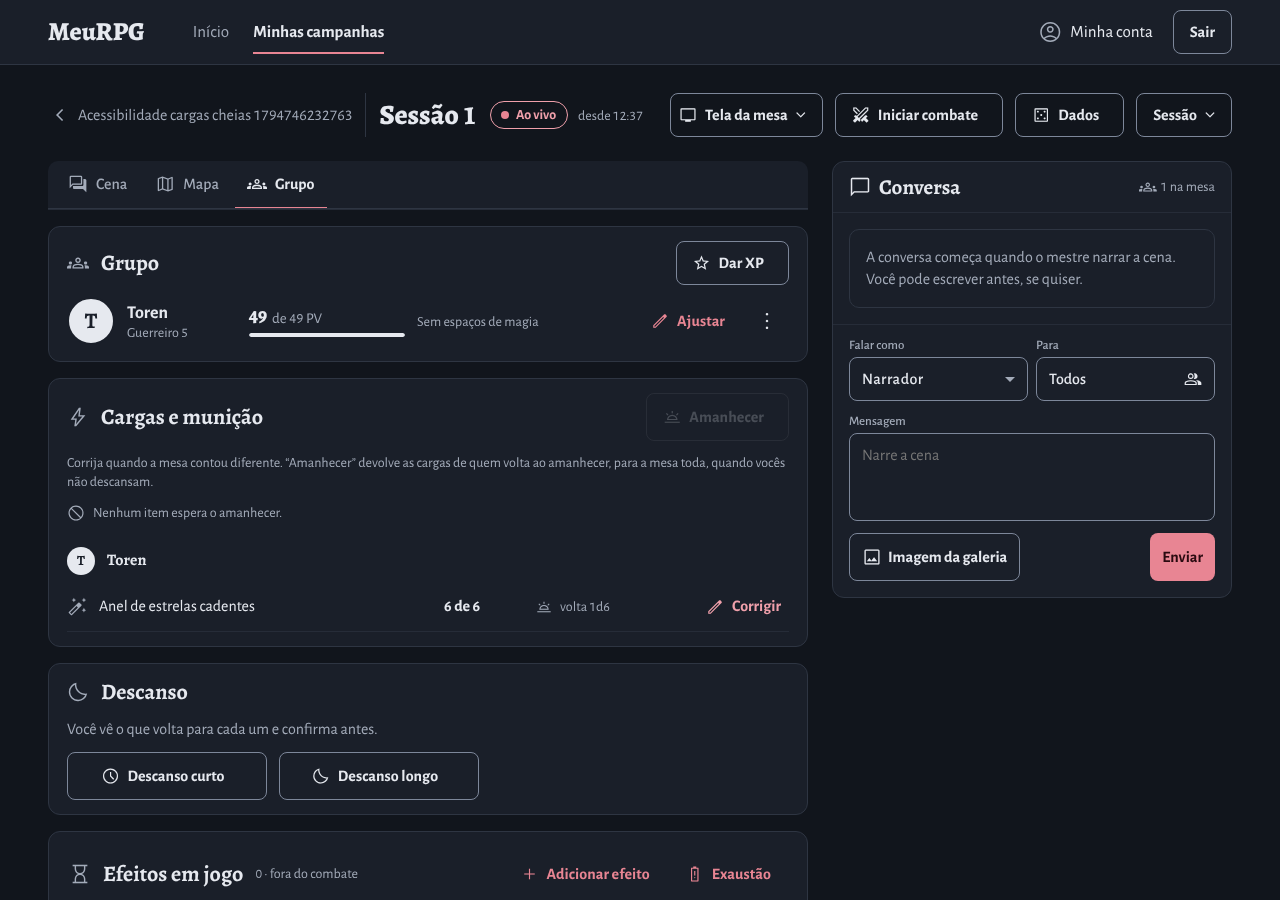 MeuRPG
Início
Minhas campanhas
Minha conta
Sair
Acessibilidade cargas cheias 1794746232763
Sessão 1
Ao vivo
desde 12:37
Tela da mesa
Iniciar combate
Dados
Sessão
Cena
Mapa
Grupo
Grupo
Dar XP
T
Toren
Guerreiro 5
49 de 49 PV
Sem espaços de magia
Ajustar
Cargas e munição
Amanhecer
Corrija quando a mesa contou diferente. “Amanhecer” devolve as cargas de quem volta ao amanhecer, para a mesa toda, quando vocês
não descansam.
Nenhum item espera o amanhecer.
T
Toren
Anel de estrelas cadentes
6 de 6
volta 1d6
Corrigir
Descanso
Você vê o que volta para cada um e confirma antes.
Descanso curto
Descanso longo
Efeitos em jogo
0 · fora do combate
Adicionar efeito
Exaustão
Conversa
1 na mesa
A conversa começa quando o mestre narrar a cena.
Você pode escrever antes, se quiser.
Falar como
Para
Narrador
Todos
Mensagem
Narre a cena
Imagem da galeria
Enviar